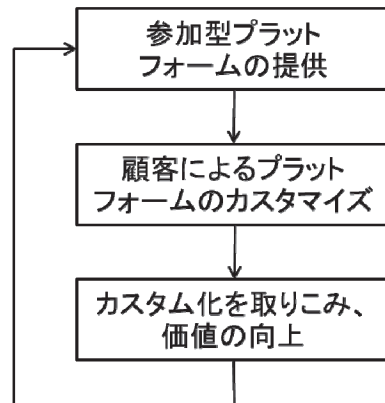 参加型プラット
フォームの提供
顧客によるプラット
フォームのカスタマイズ
カスタム化を取りこみ、
価値の向上